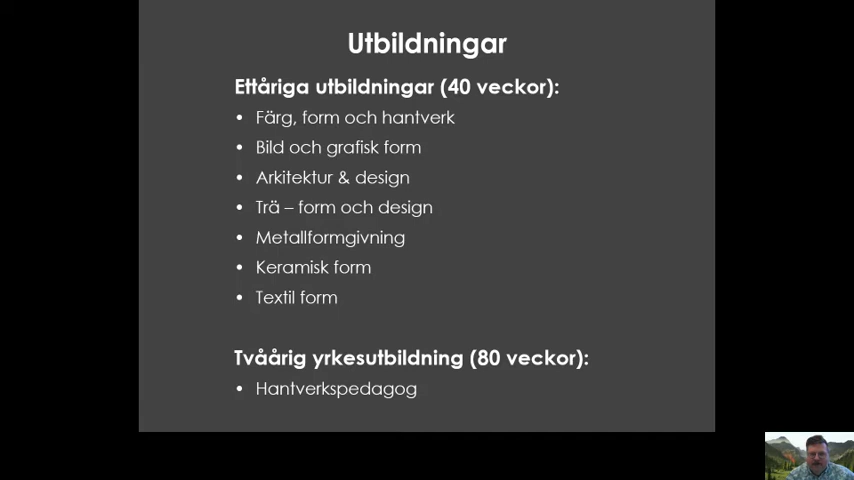 Utbildningar
Ettåriga utbildningar (40 veckor):
• Färg, form och hantverk
• Bild och grafisk form
• Arkitektur & design
• Trä – form och design
• Metallformgivning
• Keramisk form
• Textil form
Tvåårig yrkesutbildning (80 veckor):
• Hantverkspedagog